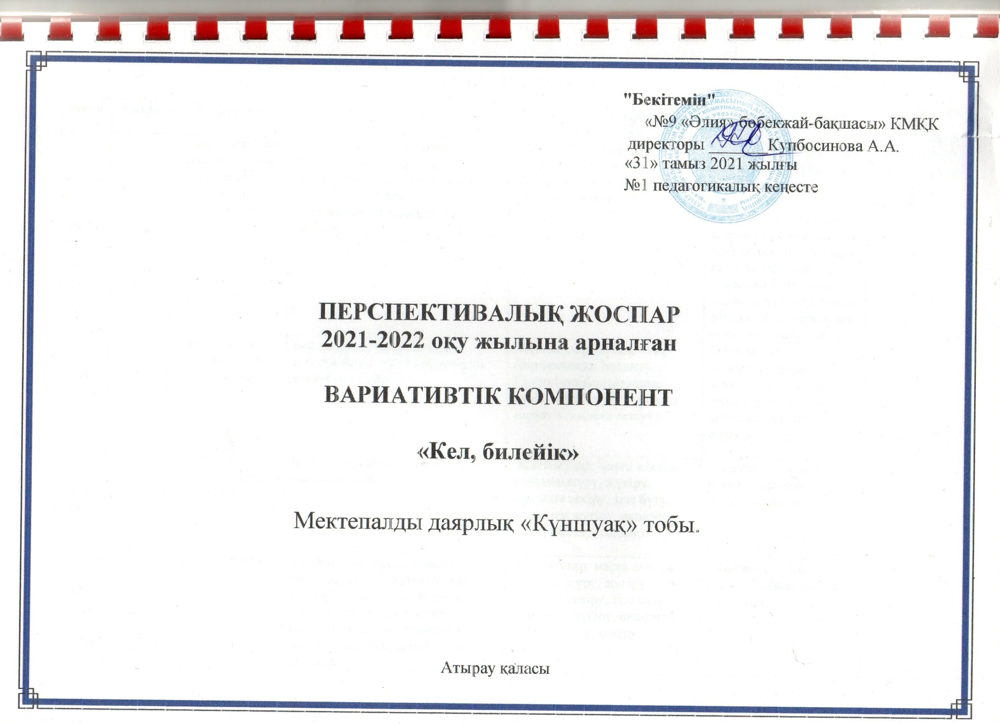 "Бекітемін"
«№9 «Әлия» бөбекжай-бақшасы» КМҚК
директоры _______Купбосинова А.А.
«31» тамыз 2021 жылғы
№1 педагогикалық кеңесте
ПЕРСПЕКТИВАЛЫҚ ЖОСПАР
2021-2022 оқу жылына арналған
ВАРИАТИВТІК КОМПОНЕНТ
«Кел, билейік»
Мектепалды даярлық «Күншуақ» тобы.
Атырау қаласы